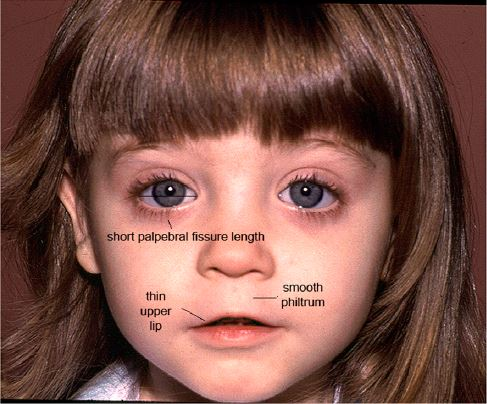 short palpebral fissure length
thin
upper
lip
smooth
philtrum